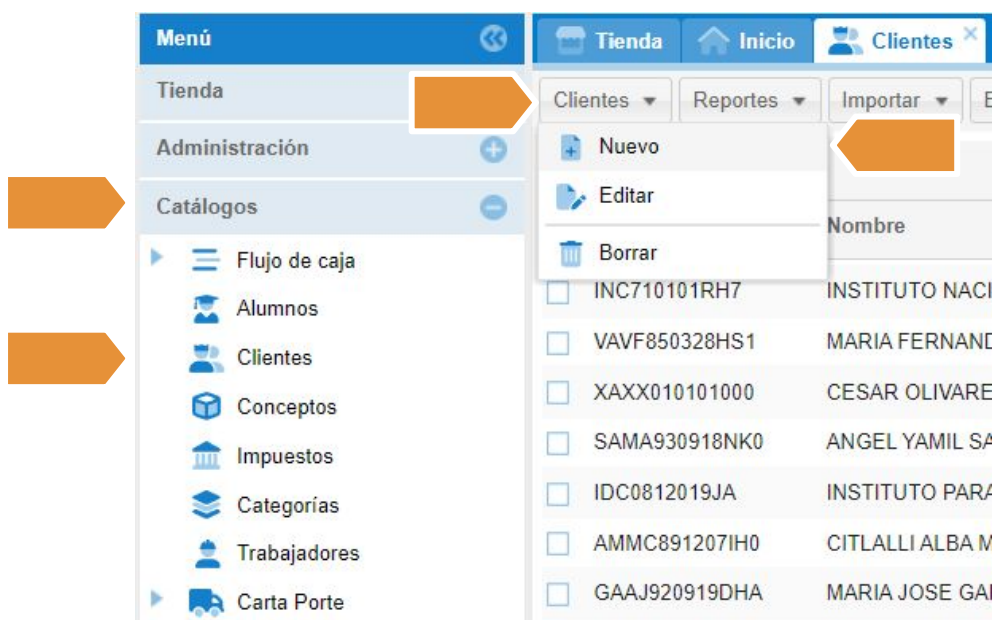 Menú
Tienda
Administración
Catálogos
Flujo de caja
Alumnos
Clientes
Conceptos
Impuestos
Categorías
Trabajadores
Carta Porte
Tienda Inicio Clientes
Clientes Reportes Importar E
Nuevo
Editar
Borrar
Nombre
INC710101RH7 INSTITUTO NACI
VAVF850328HS1 MARIA FERNAND
XAXX010101000 CESAR OLIVARE
SAMA930918NK0 ANGEL YAMIL SA
IDC0812019JA INSTITUTO PARA
AMMC891207IH0 CITLALLI ALBA M
GAAJ920919DHA MARIA JOSE GAR